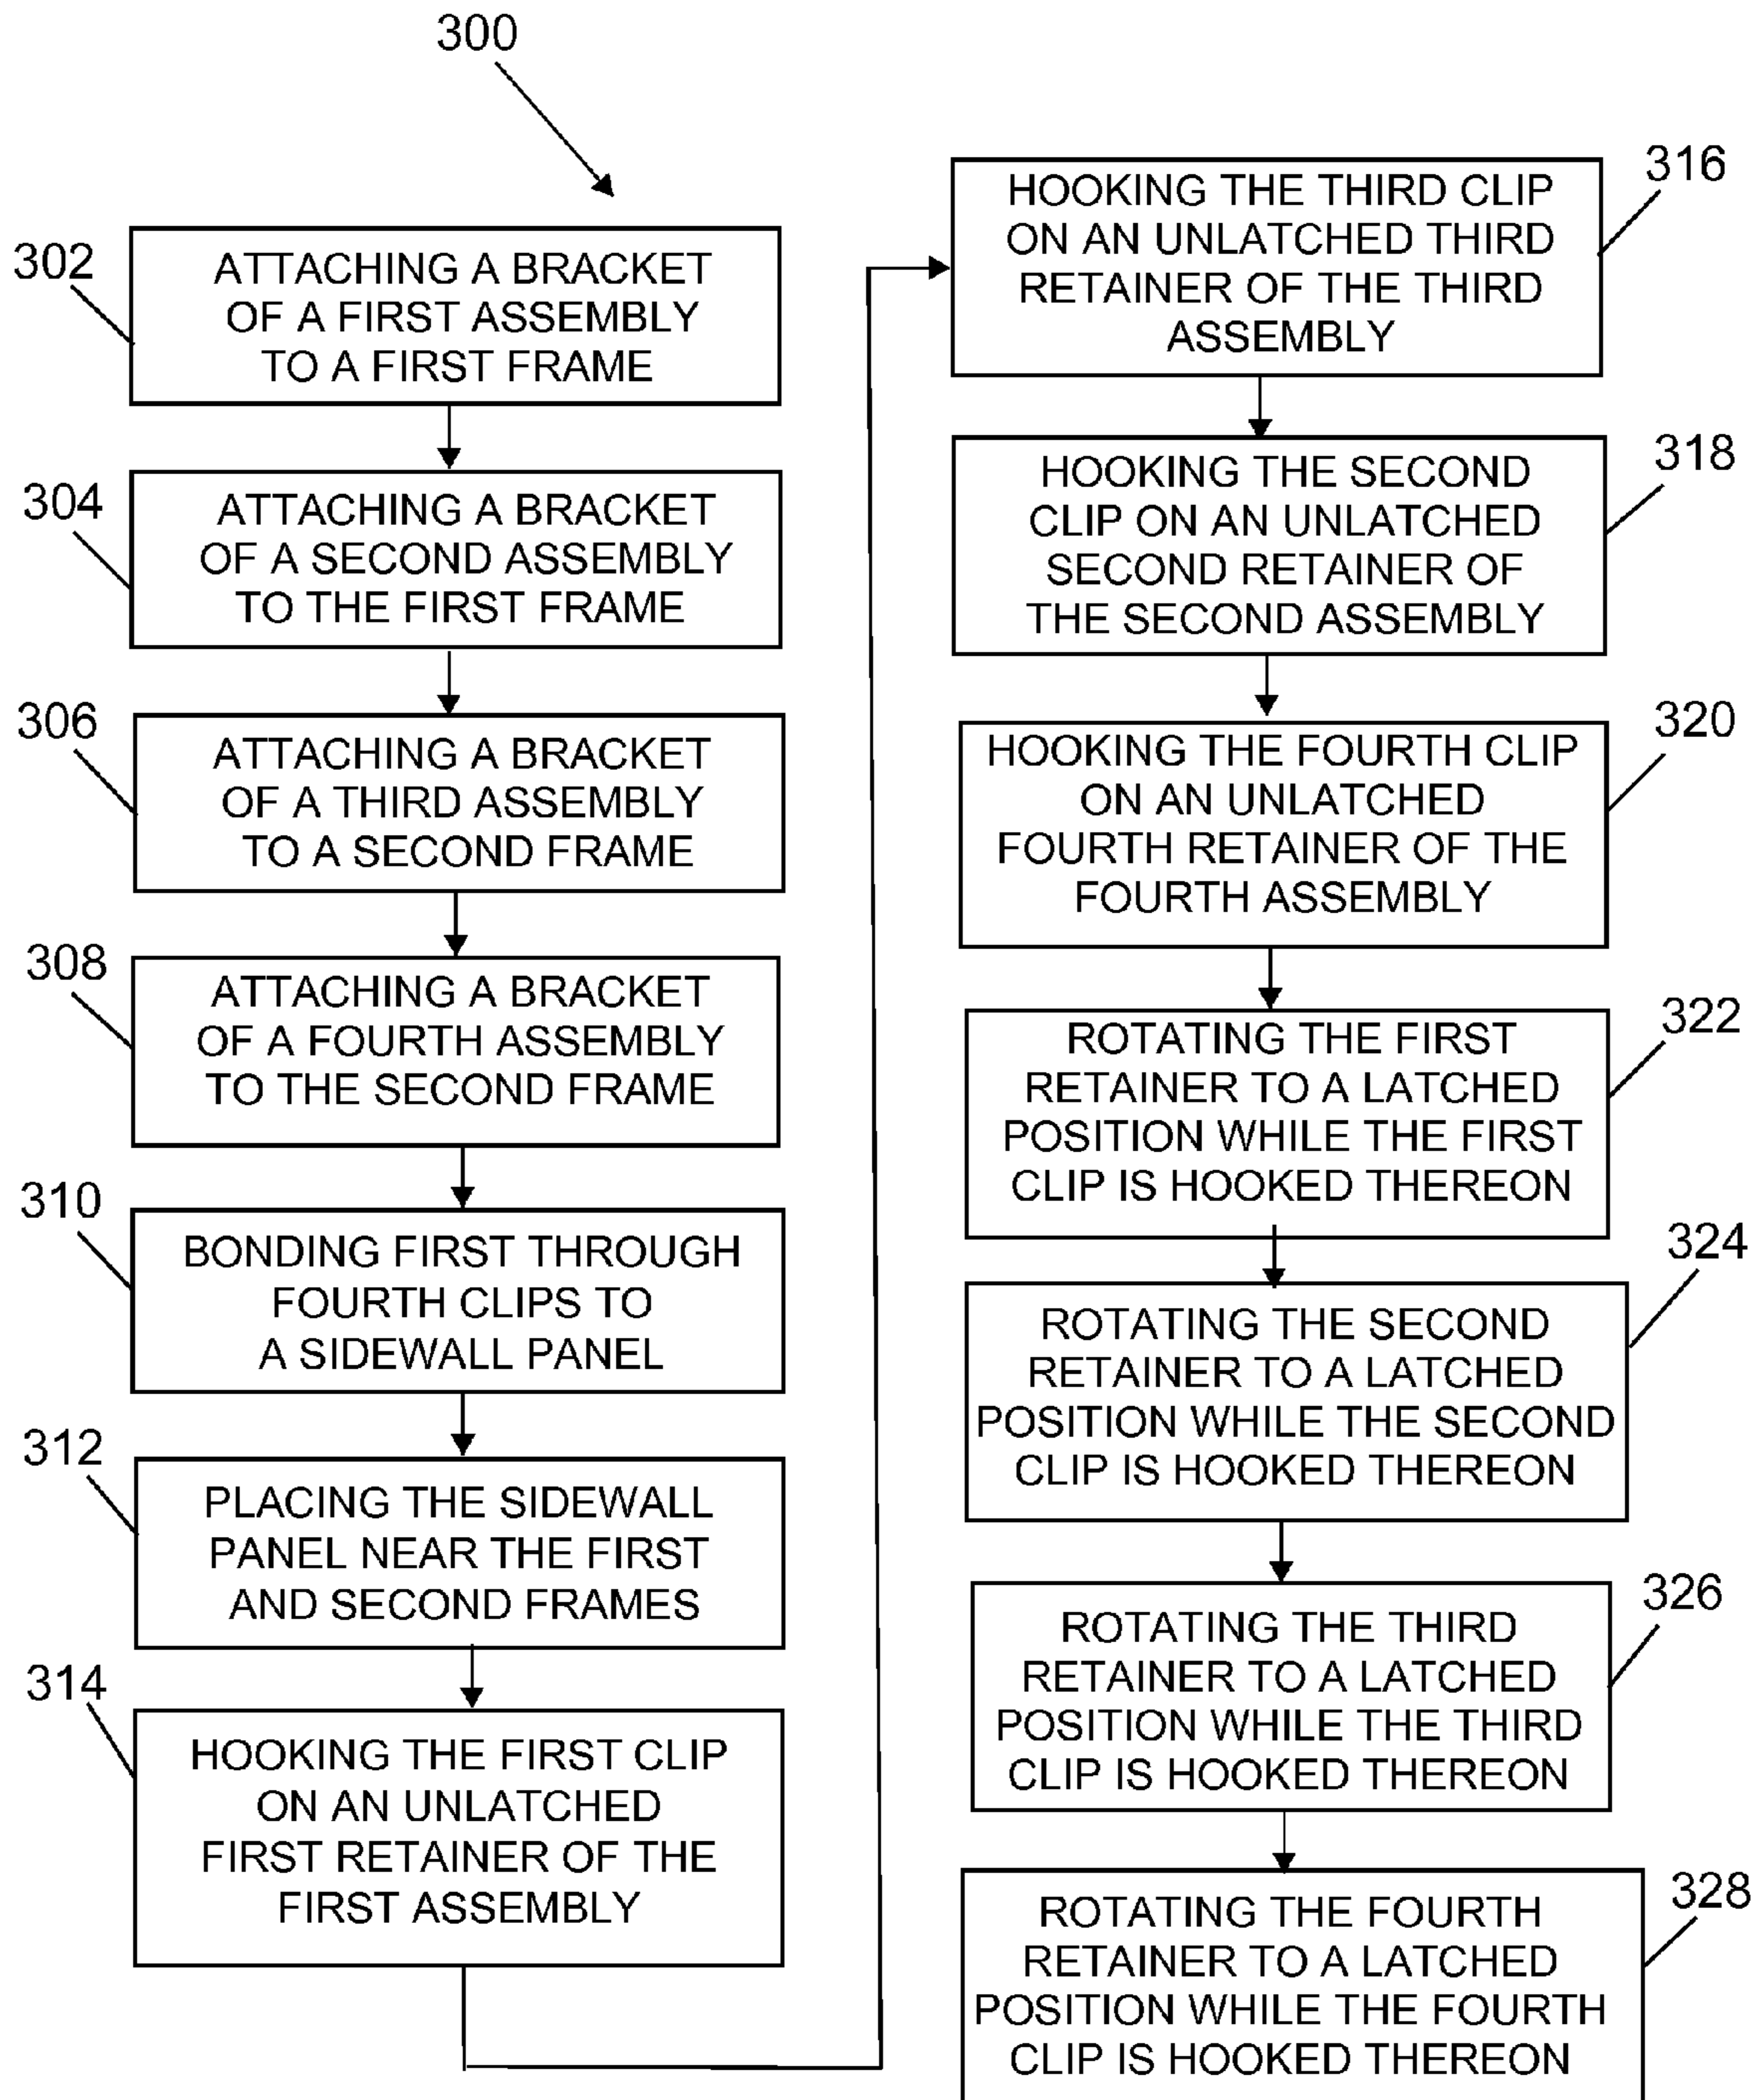 300
302
ATTACHING A BRACKET
OF A FIRST ASSEMBLY
TO A FIRST FRAME
304
ATTACHING A BRACKET
OF A SECOND ASSEMBLY
TO THE FIRST FRAME
306
ATTACHING A BRACKET
OF A THIRD ASSEMBLY
TO A SECOND FRAME
308
ATTACHING A BRACKET
OF A FOURTH ASSEMBLY
TO THE SECOND FRAME
310
BONDING FIRST THROUGH
FOURTH CLIPS TO
A SIDEWALL PANEL
312
PLACING THE SIDEWALL
PANEL NEAR THE FIRST
AND SECOND FRAMES
314
HOOKING THE FIRST CLIP
ON AN UNLATCHED
FIRST RETAINER OF THE
FIRST ASSEMBLY
316
HOOKING THE THIRD CLIP
ON AN UNLATCHED THIRD
RETAINER OF THE THIRD
ASSEMBLY
318
HOOKING THE SECOND
CLIP ON AN UNLATCHED
SECOND RETAINER OF
THE SECOND ASSEMBLY
320
HOOKING THE FOURTH CLIP
ON AN UNLATCHED
FOURTH RETAINER OF THE
FOURTH ASSEMBLY
322
ROTATING THE FIRST
RETAINER TO A LATCHED
POSITION WHILE THE FIRST
CLIP IS HOOKED THEREON
324
ROTATING THE SECOND
RETAINER TO A LATCHED
POSITION WHILE THE SECOND
CLIP IS HOOKED THEREON
326
ROTATING THE THIRD
RETAINER TO A LATCHED
POSITION WHILE THE THIRD
CLIP IS HOOKED THEREON
328
ROTATING THE FOURTH
RETAINER TO A LATCHED
POSITION WHILE THE FOURTH
CLIP IS HOOKED THEREON